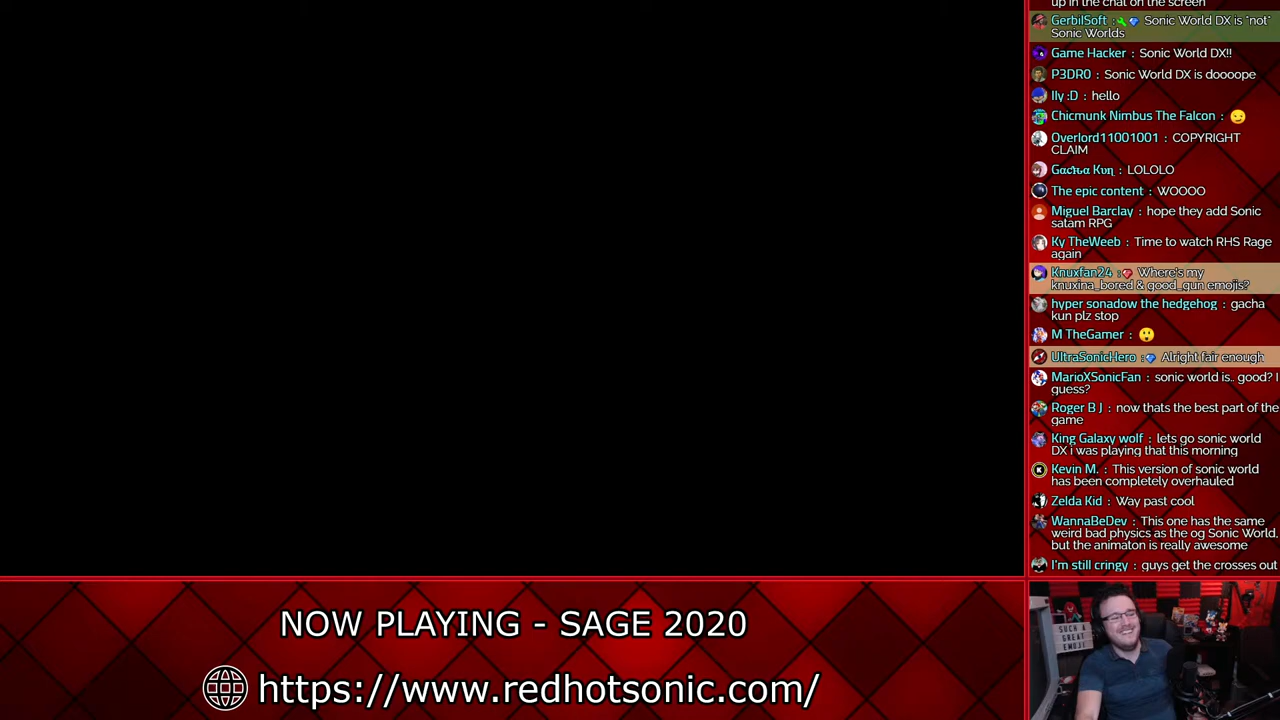 up in the chat on the screen
GerbilSoft : Sonic World DX is *not*
Sonic Worlds
Game Hacker : Sonic World DX!!
P3DR0 : Sonic World DX is doooope
Ily :D : hello
Chicmunk Nimbus The Falcon :
Overlord11001001 : COPYRIGHT
CLAIM
Gacha Kun : LOLOLO
The epic content : WOOOO
Miguel Barclay : hope they add Sonic
satam RPG
Ky TheWeeb : Time to watch RHS Rage
again
Knuxfan24 : Where's my
knuxina_bored & good_gun emojis?
hyper sonadow the hedgehog : gacha
kun plz stop
M TheGamer : 😲
UltraSonicHero : Alright fair enough
MarioXSonicFan : sonic world is.. good? I
guess?
Roger B J : now thats the best part of the
game
King Galaxy wolf : lets go sonic world
DX i was playing that this morning
Kevin M. : This version of sonic world
has been completely overhauled
Zelda Kid : Way past cool
WannaBeDev : This one has the same
weird bad physics as the og Sonic World,
but the animaton is really awesome
I'm still cringy : guys get the crosses out
NOW PLAYING - SAGE 2020
https://www.redhotsonic.com/
SUCH A
GREAT
EMOJI